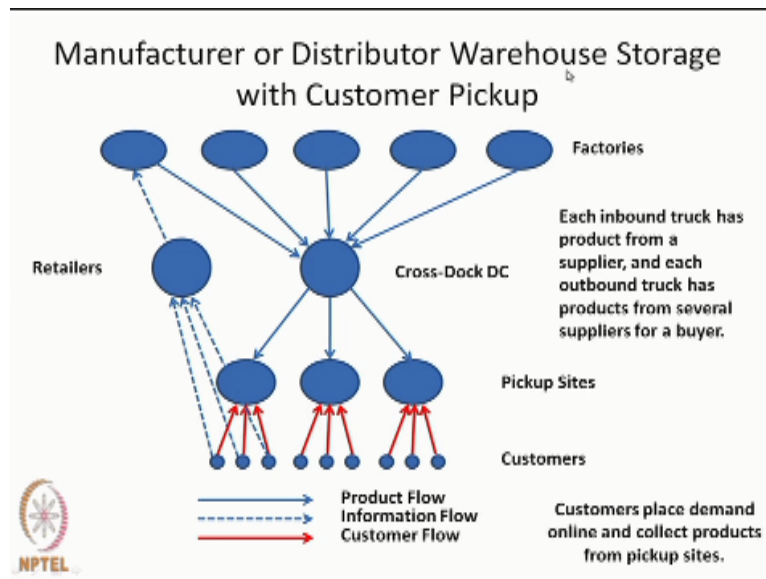 Manufacturer or Distributor Warehouse Storage
with Customer Pickup
Factories
Each inbound truck has
product from a
supplier, and each
outbound truck has
products from several
suppliers for a buyer.
Retailers
Cross-Dock DC
Pickup Sites
Customers
Product Flow
Information Flow
Customer Flow
Customers place demand
online and collect products
from pickup sites.
NPTEL